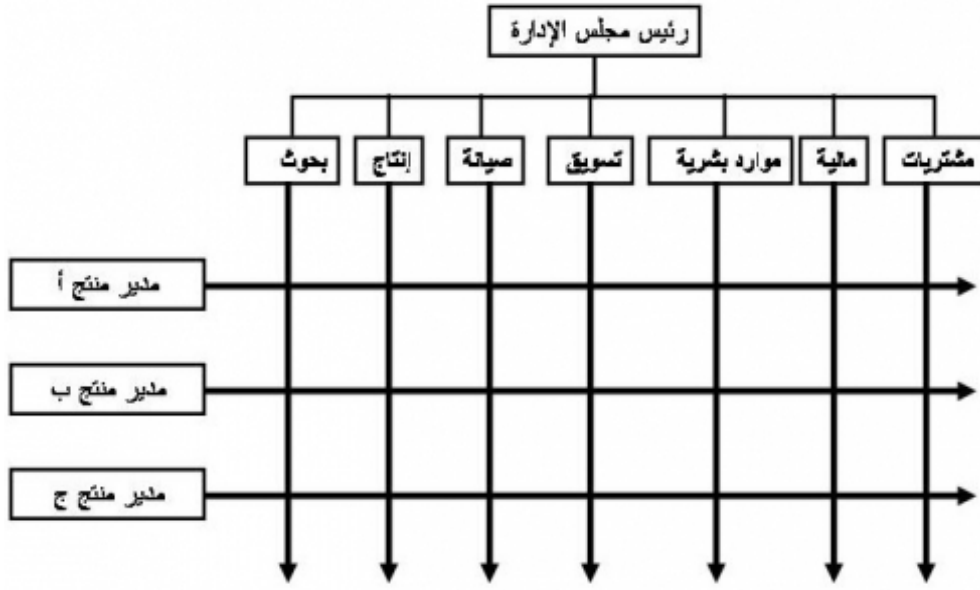 رئيس مجلس الإدارة
مشتريات
مالية
موارد بشرية
تسويق
صيانة
إنتاج
بحوث
مدير منتج أ
مدير منتج ب
مدير منتج ج